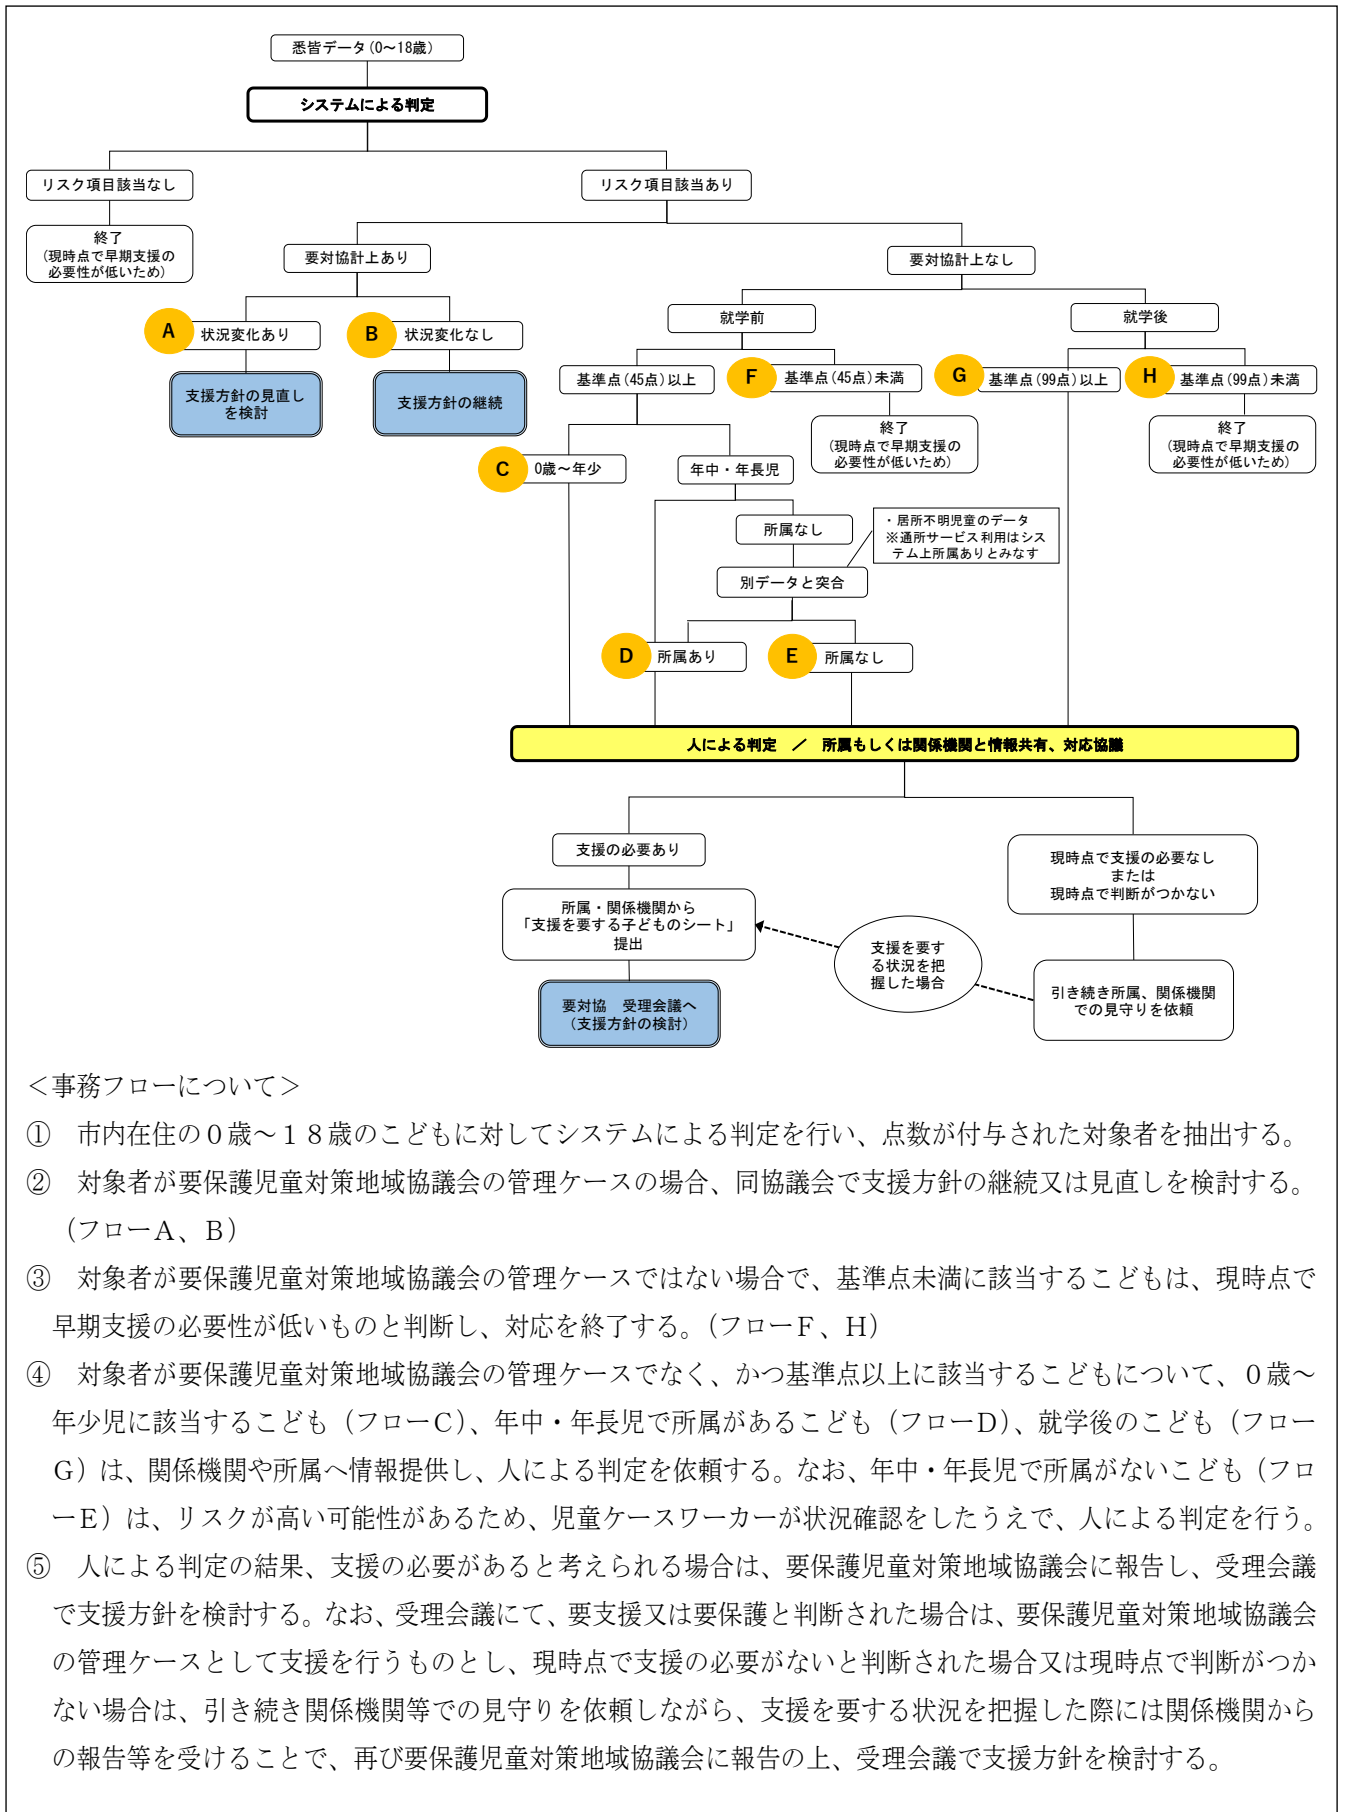 悉皆データ(0～18歳)
システムによる判定
リスク項目該当なし
リスク項目該当あり
終了
(現時点で早期支援の
必要性が低いため)
要対協計上あり
要対協計上なし
就学前
就学後
A
状況変化あり
B
状況変化なし
支援方針の見直し
を検討
支援方針の継続
基準点(45点)以上
F
基準点(45点)未満
G
基準点(99点)以上
H
基準点(99点)未満
終了
(現時点で早期支援の
必要性が低いため)
終了
(現時点で早期支援の
必要性が低いため)
C
0歳～年少
年中・年長児
所属なし
・居所不明児童のデータ
※通所サービス利用はシス
テム上所属ありとみなす
別データと突合
D
所属あり
E
所属なし
人による判定　／　所属もしくは関係機関と情報共有、対応協議
支援の必要あり
現時点で支援の必要なし
または
現時点で判断がつかない
所属・関係機関から
「支援を要する子どものシート」
提出
支援を要す
る状況を把
握した場合
引き続き所属、関係機関
での見守りを依頼
要対協　受理会議へ
(支援方針の検討)
＜事務フローについて＞
①　市内在住の０歳～１８歳のこどもに対してシステムによる判定を行い、点数が付与された対象者を抽出する。
②　対象者が要保護児童対策地域協議会の管理ケースの場合、同協議会で支援方針の継続又は見直しを検討する。
（フローＡ、Ｂ）
③　対象者が要保護児童対策地域協議会の管理ケースではない場合で、基準点未満に該当するこどもは、現時点で
早期支援の必要性が低いものと判断し、対応を終了する。（フローＦ、Ｈ）
④　対象者が要保護児童対策地域協議会の管理ケースでなく、かつ基準点以上に該当するこどもについて、０歳～
年少児に該当するこども（フローＣ）、年中・年長児で所属があるこども（フローＤ）、就学後のこども（フロー
Ｇ）は、関係機関や所属へ情報提供し、人による判定を依頼する。なお、年中・年長児で所属がないこども（フロ
ーＥ）は、リスクが高い可能性があるため、児童ケースワーカーが状況確認をしたうえで、人による判定を行う。
⑤　人による判定の結果、支援の必要があると考えられる場合は、要保護児童対策地域協議会に報告し、受理会議
で支援方針を検討する。なお、受理会議にて、要支援又は要保護と判断された場合は、要保護児童対策地域協議会
の管理ケースとして支援を行うものとし、現時点で支援の必要がないと判断された場合又は現時点で判断がつか
ない場合は、引き続き関係機関等での見守りを依頼しながら、支援を要する状況を把握した際には関係機関から
の報告等を受けることで、再び要保護児童対策地域協議会に報告の上、受理会議で支援方針を検討する。